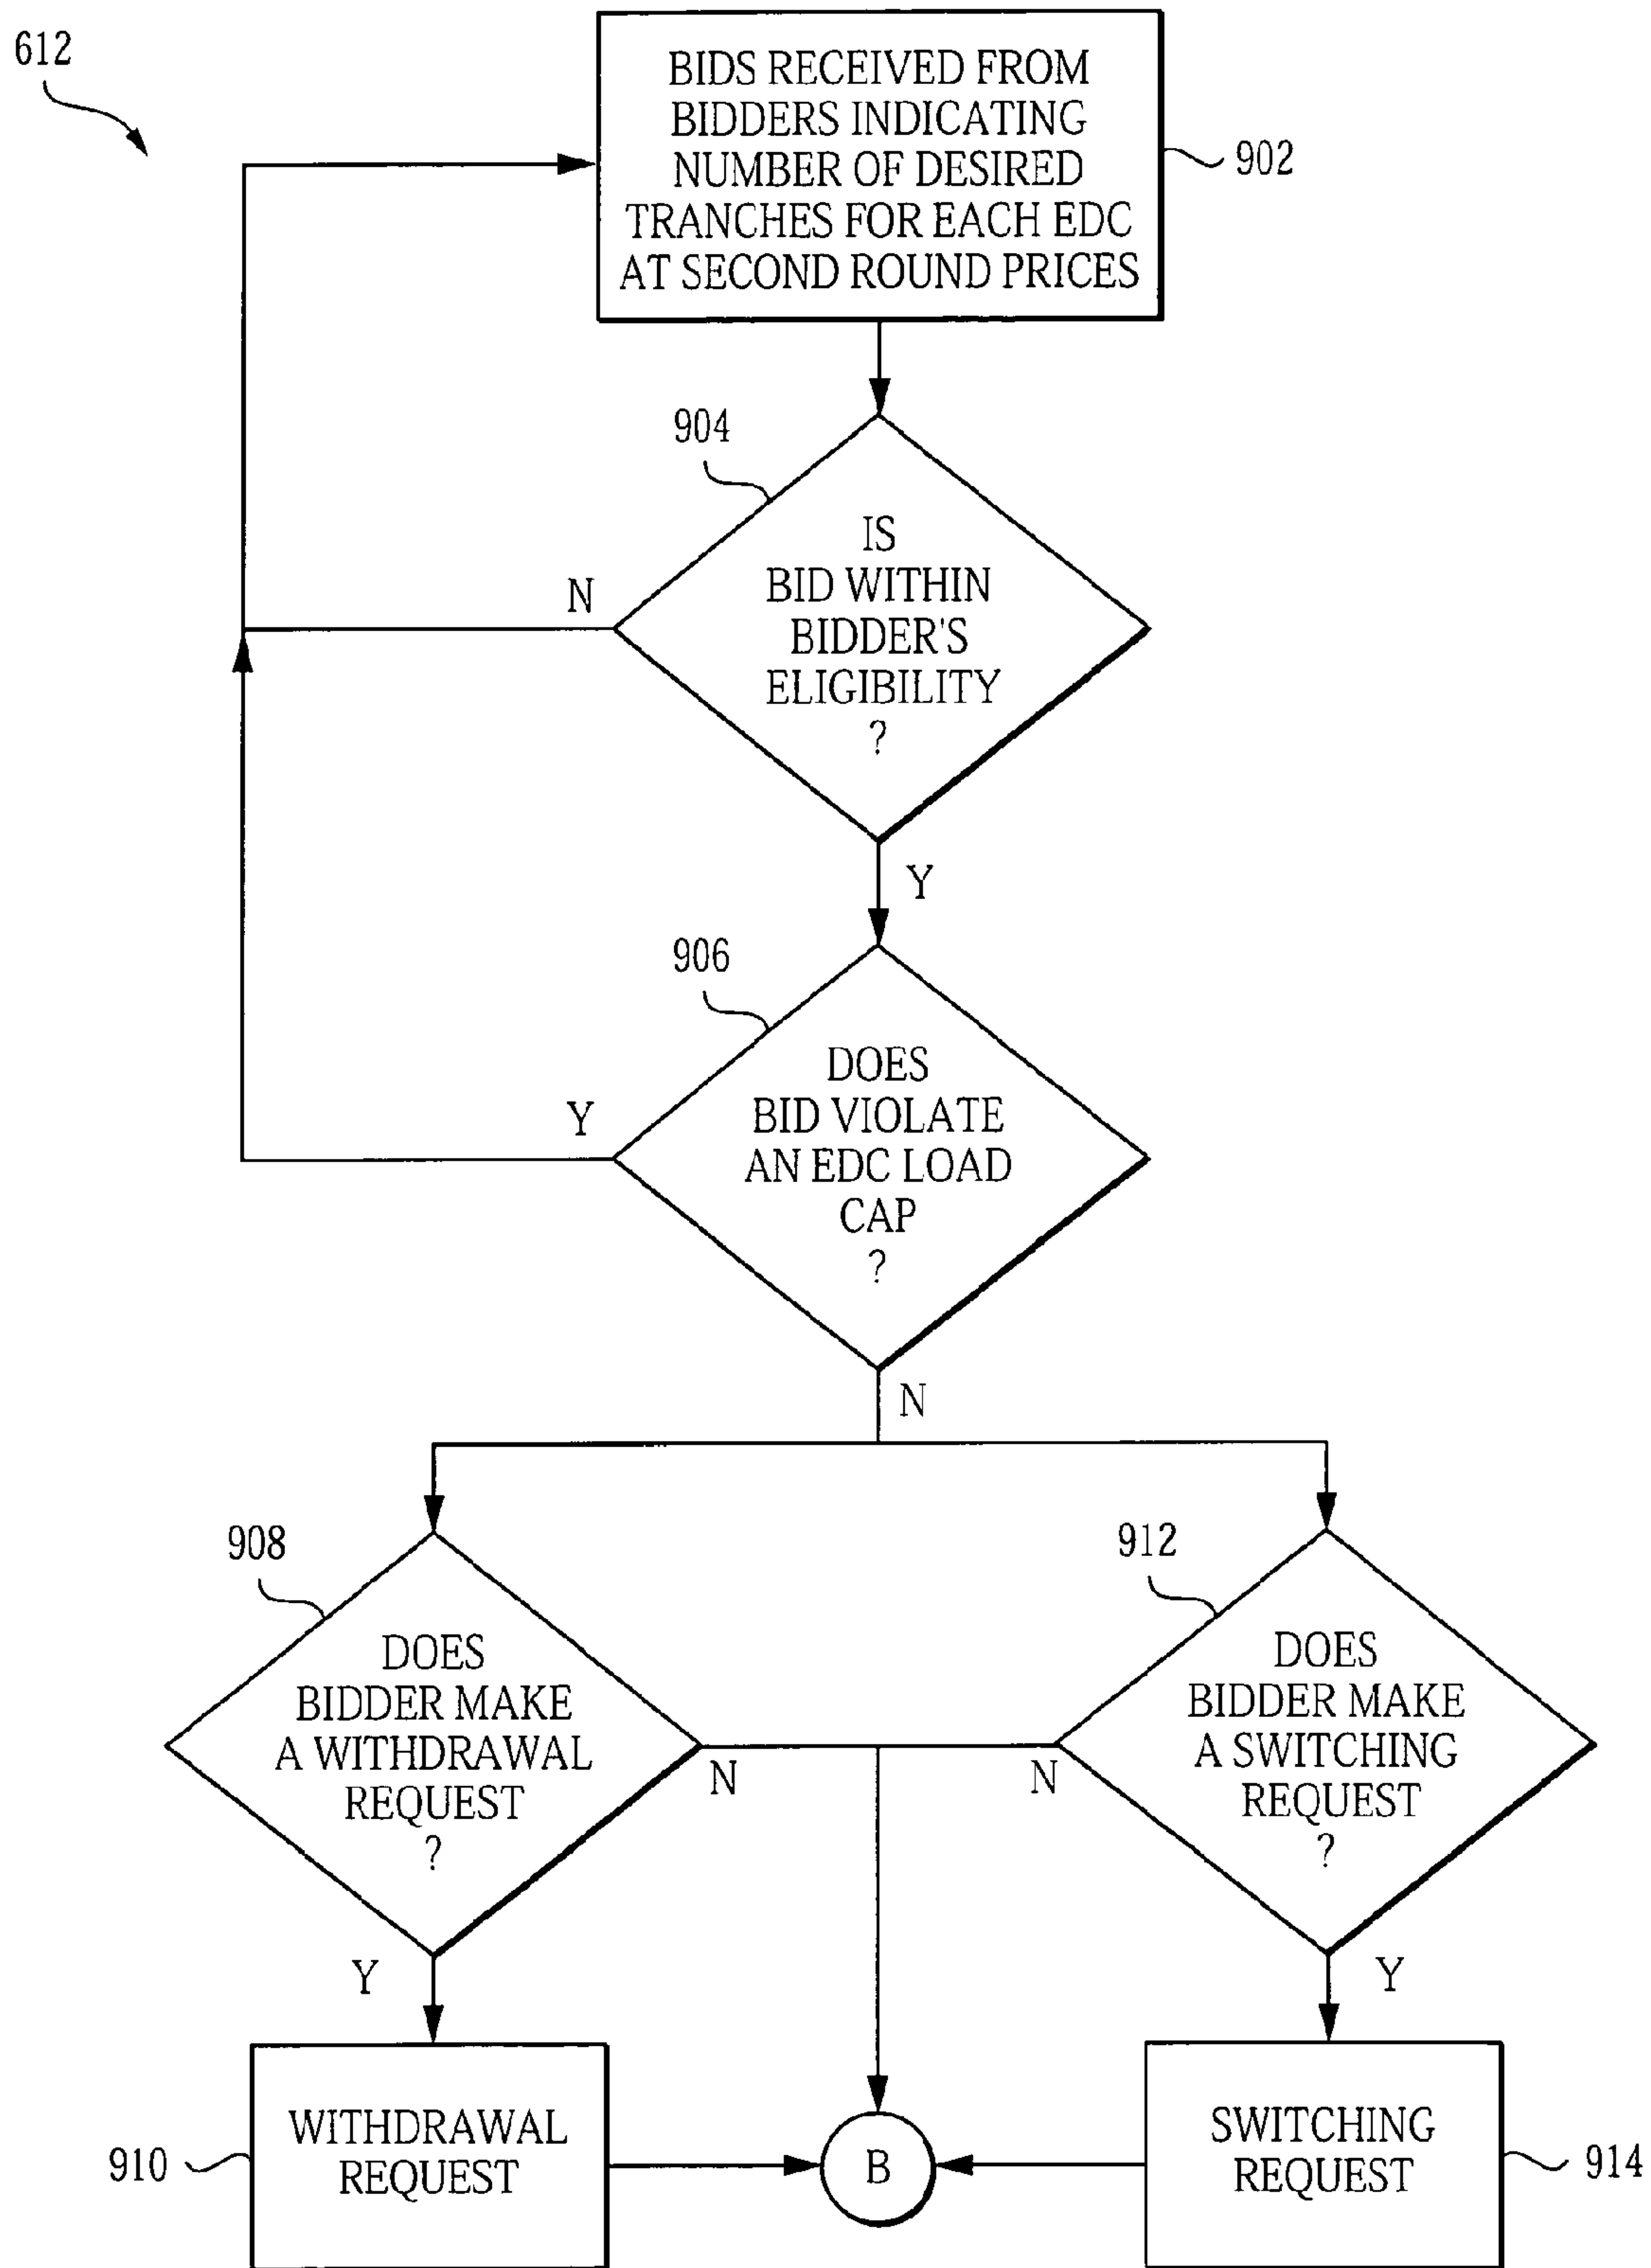 612
BIDS RECEIVED FROM
BIDDERS INDICATING
NUMBER OF DESIRED
TRANCHES FOR EACH EDC
AT SECOND ROUND PRICES
902
904
IS
BID WITHIN
BIDDER'S
ELIGIBILITY
?
N
Y
906
DOES
BID VIOLATE
AN EDC LOAD
CAP
?
Y
N
908
DOES
BIDDER MAKE
A WITHDRAWAL
REQUEST
?
N
Y
912
DOES
BIDDER MAKE
A SWITCHING
REQUEST
?
N
Y
910
WITHDRAWAL
REQUEST
B
SWITCHING
REQUEST
914